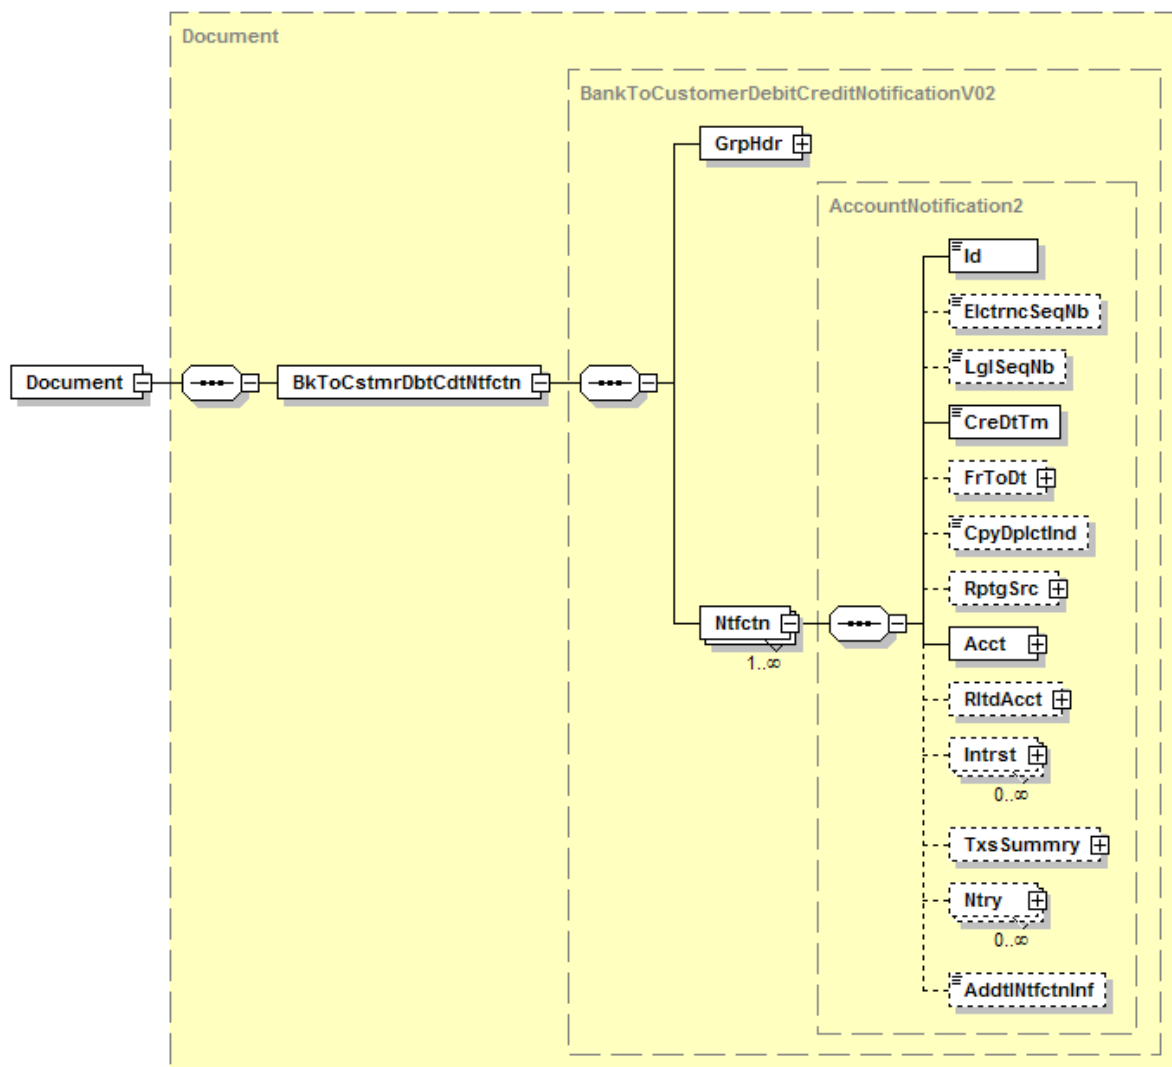 Document
BankToCustomerDebitCreditNotificationV02
GrpHdr
AccountNotification2
Id
ElctrncSeqNb
LglSeqNb
Document
BkToCstmrDbtCdtNtfctn
CreDtTm
FrToDt
CpyDplctInd
RptgSrc
Ntfctn
1..∞
Acct
RltdAcct
Intrst
0..∞
TxsSummry
Ntry
0..∞
AddtlNtfctnInf